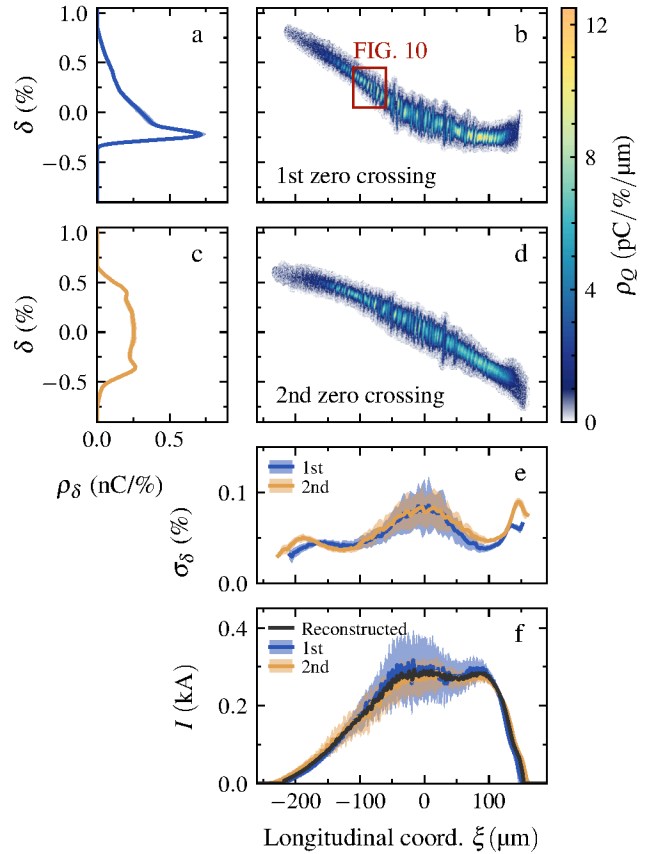 a
b
FIG. 10
1st zero crossing
δ (%)
1.0
0.5
0.0
−0.5
c
d
2nd zero crossing
δ (%)
1.0
0.5
0.0
−0.5
0.0
0.5
ρδ (nC/%)
12
8
4
0
ρQ (pC/%/μm)
e
1st
2nd
σδ (%)
0.1
0.0
f
Reconstructed
1st
2nd
I (kA)
0.4
0.2
0.0
−200
−100
0
100
Longitudinal coord. ξ (μm)